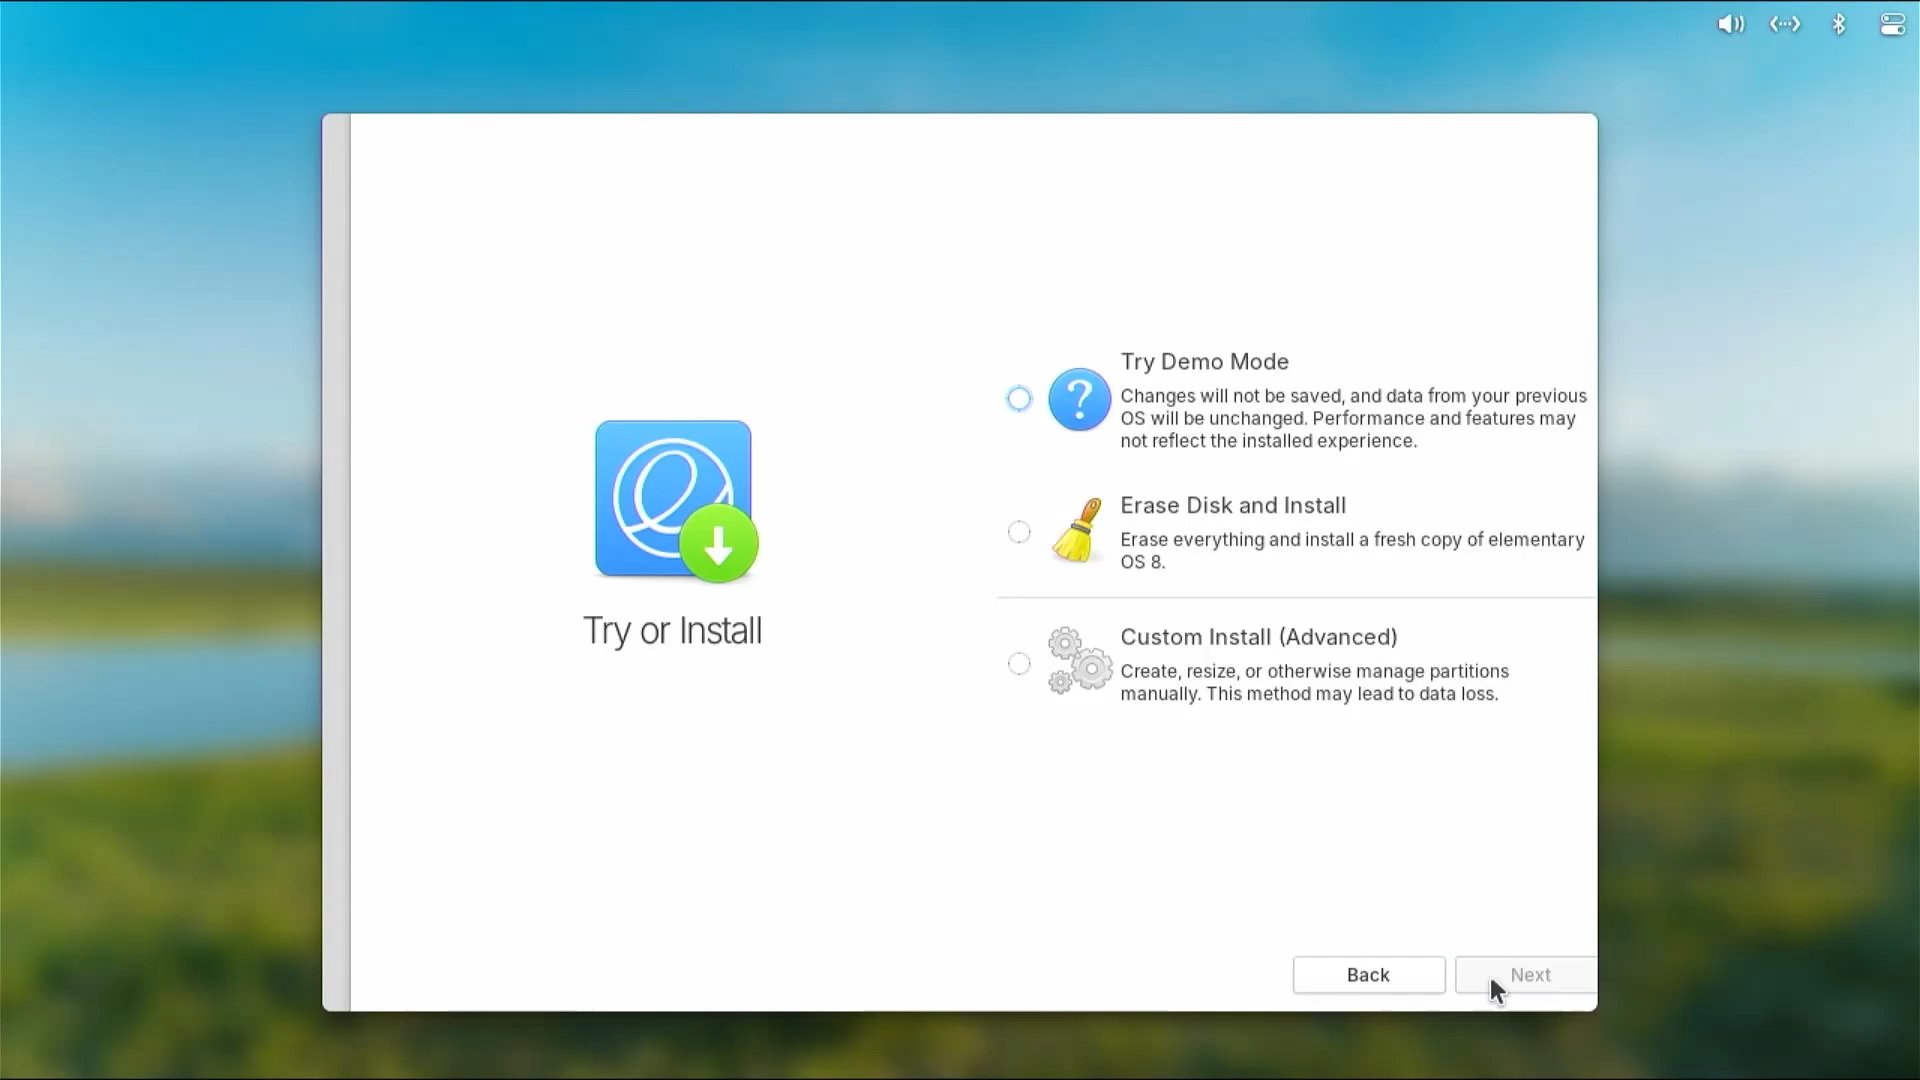 Try or Install
Try Demo Mode
Changes will not be saved, and data from your previous
OS will be unchanged. Performance and features may
not reflect the installed experience.
Erase Disk and Install
Erase everything and install a fresh copy of elementary
OS 8.
Custom Install (Advanced)
Create, resize, or otherwise manage partitions
manually. This method may lead to data loss.
Back
Next